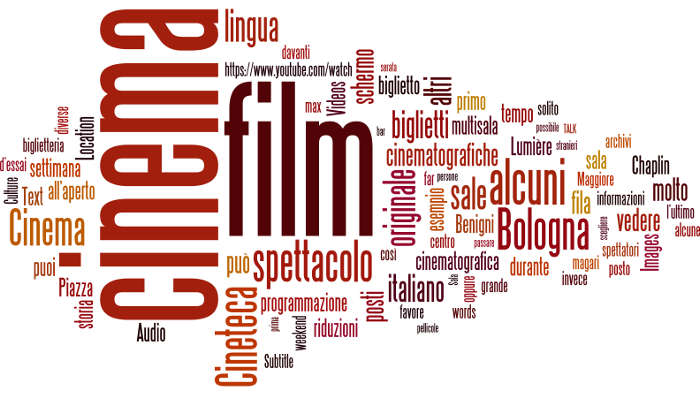 cinema
film
lingua
davanti
https://www.youtube.com/watch
max
Videos
schermo
serata
biglietto
altri
primo
bar
biglietti
multisala
tempo
solito
possibile
TALK
cinematografiche
Lumière
stranieri
archivi
diverse
Location
biglietteria
d'essai
settimana
Culture
Text
all'aperto
Cinema
puoi
Piazza
storia
Audio
può
spettacolo
così
originale
far
persone
esempio
sale
alcuni
sala
Maggiore
Chaplin
fila
informazioni
molto
l'ultimo
alcune
Benigni
Bologna
scegliere
vedere
centro
passare
spettatori
Images
cinematografica
Sala
oppure
durante
magari
posto
invece
italiano
grande
posti
favore
words
pellicole
Cineteca
programmazione
prima
weekend
riduzioni
Subtitle